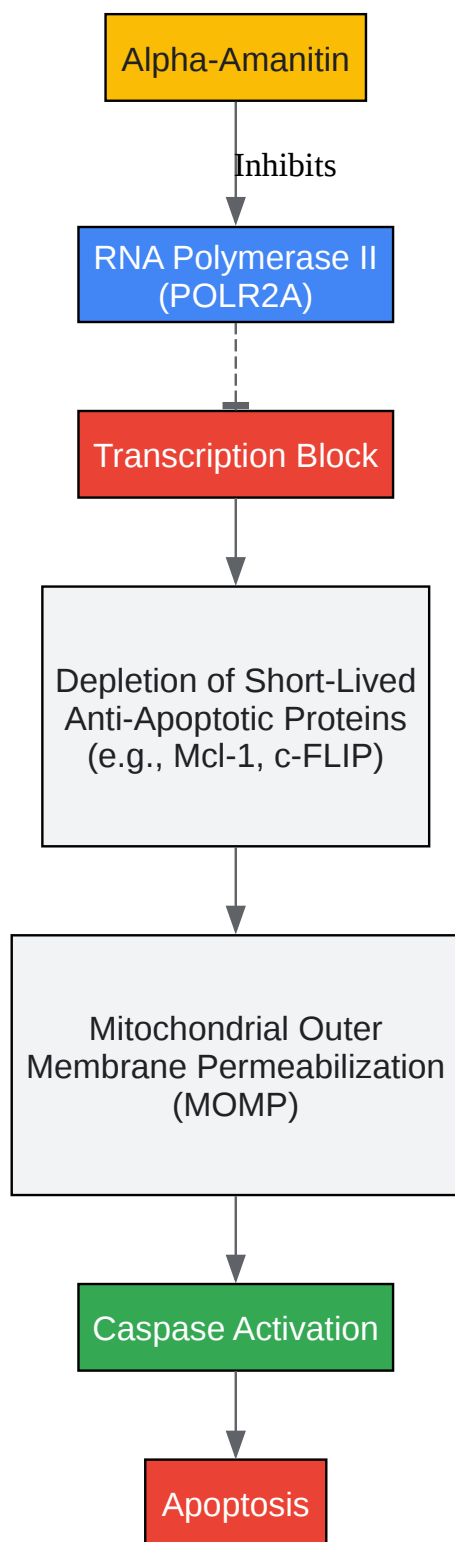 Alpha-Amanitin
Inhibits
RNA Polymerase II
(POLR2A)
Transcription Block
Depletion of Short-Lived
Anti-Apoptotic Proteins
(e.g., Mcl-1, c-FLIP)
Mitochondrial Outer
Membrane Permeabilization
(MOMP)
Caspase Activation
Apoptosis